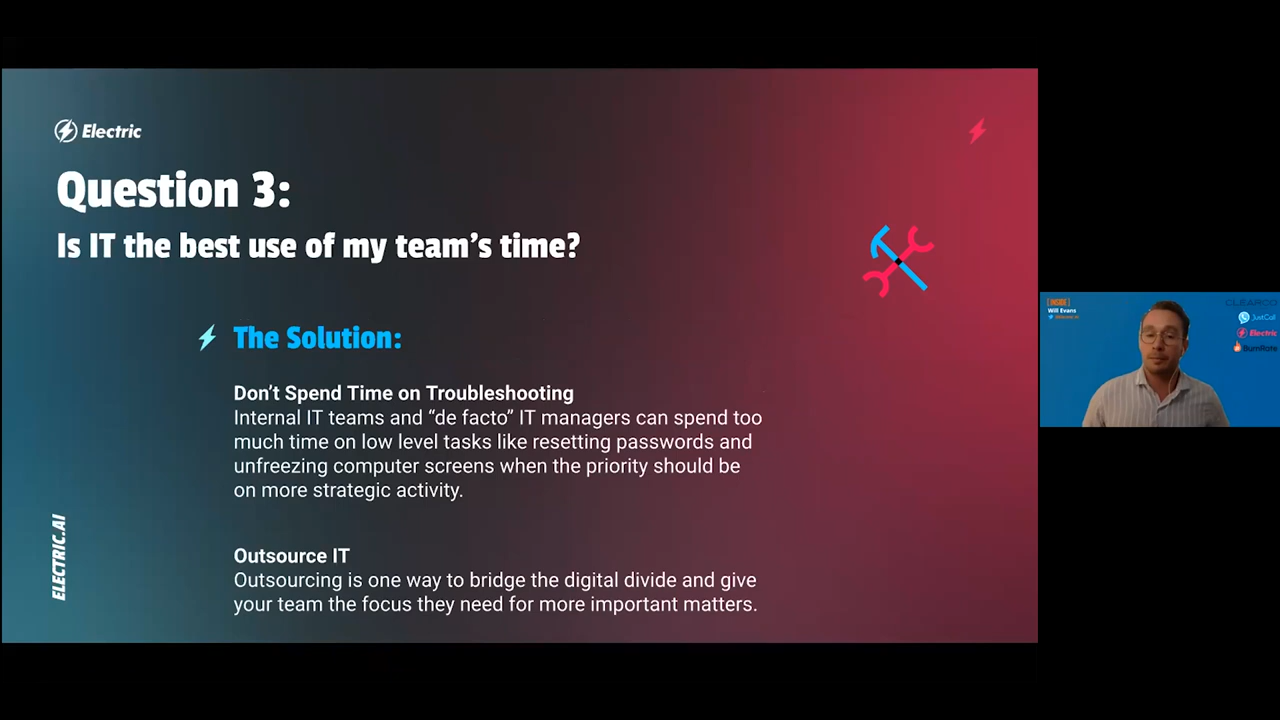 Electric
Question 3:
Is IT the best use of my team's time?
The Solution:
Don't Spend Time on Troubleshooting
Internal IT teams and “de facto” IT managers can spend too
much time on low level tasks like resetting passwords and
unfreezing computer screens when the priority should be
on more strategic activity.
Outsource IT
Outsourcing is one way to bridge the digital divide and give
your team the focus they need for more important matters.
ELECTRIC.AI
[INSIDE]
Will Evans
CLEARCO
JustCall
Electric
BurnRate